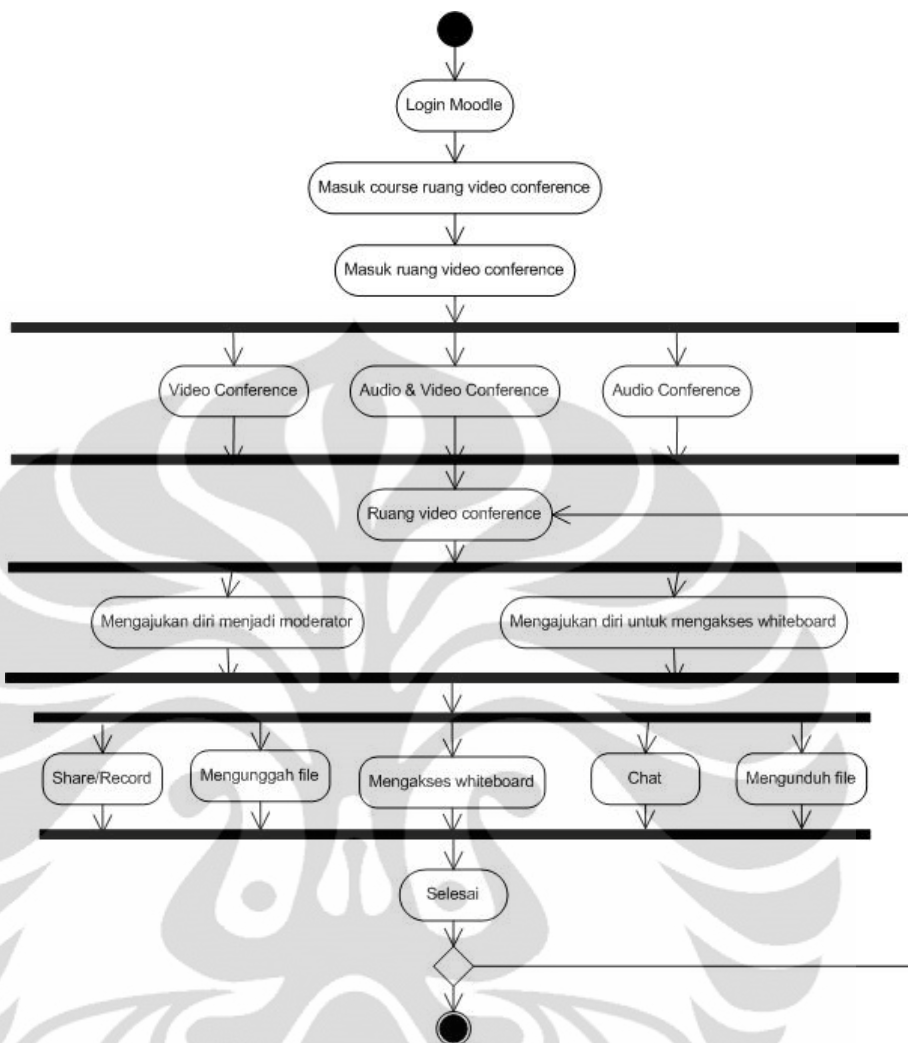 Login Moodle
Masuk course ruang video conference
Masuk ruang video conference
Video Conference
Audio & Video Conference
Audio Conference
Ruang video conference
Mengajukan diri menjadi moderator
Mengajukan diri untuk mengakses whiteboard
Share/Record
Mengunggah file
Mengakses whiteboard
Chat
Mengunduh file
Selesai